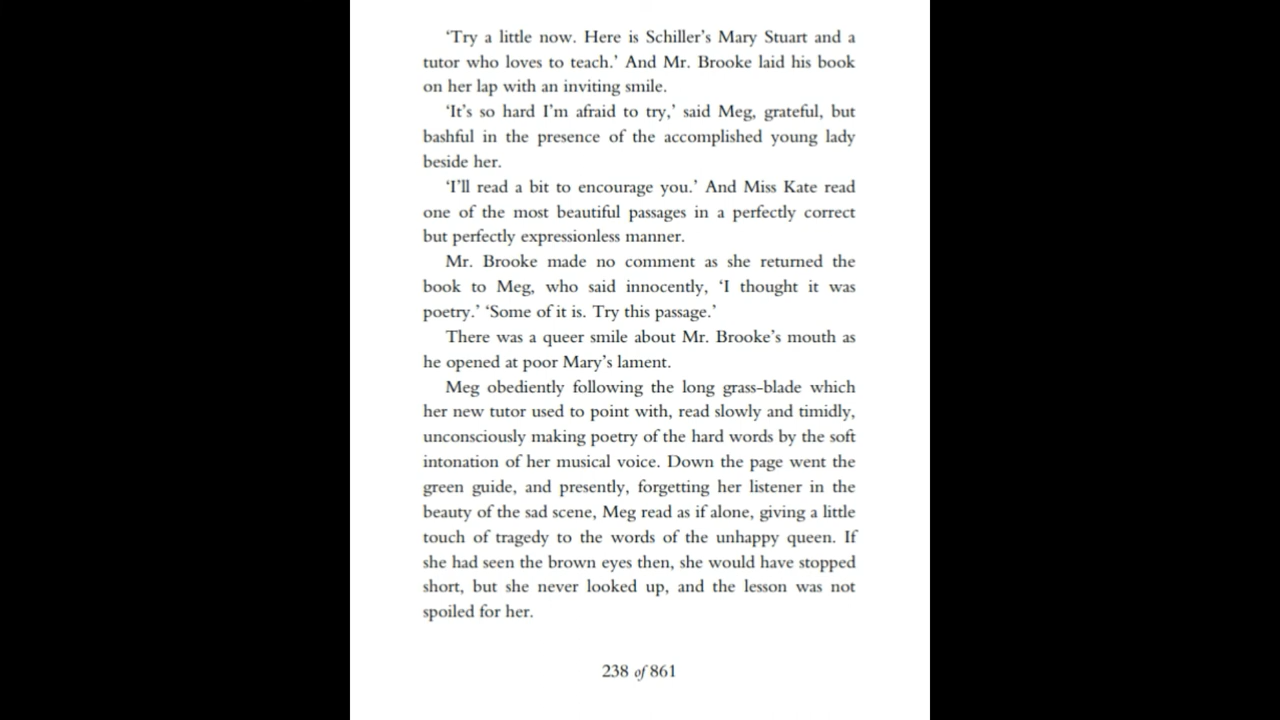 ‘Try a little now. Here is Schiller’s Mary Stuart and a
tutor who loves to teach.’ And Mr. Brooke laid his book
on her lap with an inviting smile.
‘It’s so hard I’m afraid to try,’ said Meg, grateful, but
bashful in the presence of the accomplished young lady
beside her.
‘I’ll read a bit to encourage you.’ And Miss Kate read
one of the most beautiful passages in a perfectly correct
but perfectly expressionless manner.
Mr. Brooke made no comment as she returned the
book to Meg, who said innocently, ‘I thought it was
poetry.’ ‘Some of it is. Try this passage.’
There was a queer smile about Mr. Brooke’s mouth as
he opened at poor Mary’s lament.
Meg obediently following the long grass-blade which
her new tutor used to point with, read slowly and timidly,
unconsciously making poetry of the hard words by the soft
intonation of her musical voice. Down the page went the
green guide, and presently, forgetting her listener in the
beauty of the sad scene, Meg read as if alone, giving a little
touch of tragedy to the words of the unhappy queen. If
she had seen the brown eyes then, she would have stopped
short, but she never looked up, and the lesson was not
spoiled for her.
238 of 861